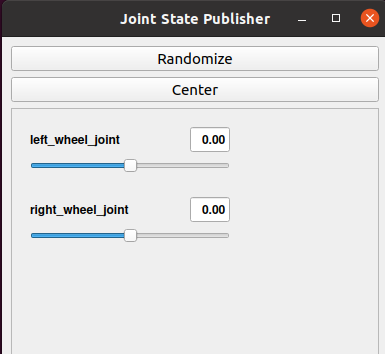 Joint State Publisher
Randomize
Center
left_wheel_joint 0.00
right_wheel_joint 0.00